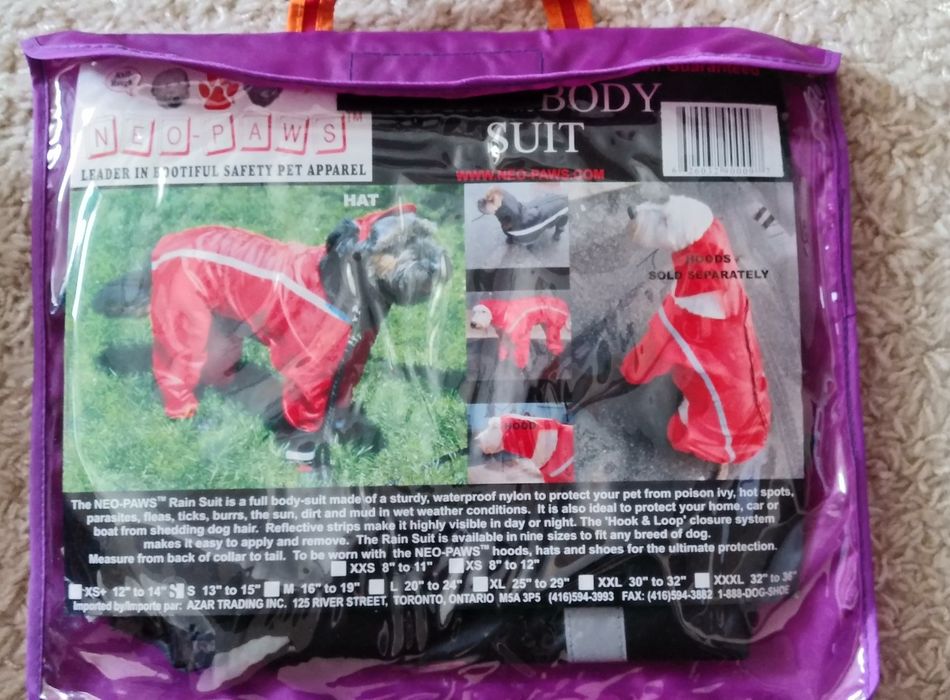 Guaranteed
BODY
SUIT
NEO-PAWS™
LEADER IN BOOTIFUL SAFETY PET APPAREL
WWW.NEO-PAWS.COM
HAT
HOODS
SOLD SEPARATELY
HOOD
The NEO-PAWS™ Rain Suit is a full body-suit made of a sturdy, waterproof nylon to protect your pet from poison ivy, hot spots,
parasites, fleas, ticks, burrs, the sun, dirt and mud in wet weather conditions. It is also ideal to protect your home, car or
boat from shedding dog hair. Reflective strips make it highly visible in day or night. The 'Hook & Loop' closure system
makes it easy to apply and remove. The Rain Suit is available in nine sizes to fit any breed of dog.
Measure from back of collar to tail. To be worn with the NEO-PAWS™ hoods, hats and shoes for the ultimate protection.
XXS 8" to 11" XS 8" to 12"
XS+ 12" to 14" S 13" to 15" M 16" to 19" L 20" to 24" XL 25" to 29" XXL 30" to 32" XXXL 32" to 36"
Imported by/Importe par: AZAR TRADING INC. 125 RIVER STREET, TORONTO, ONTARIO M5A 3P5 (416)594-3993 FAX: (416)594-3882 1-888-DOG-SHOE